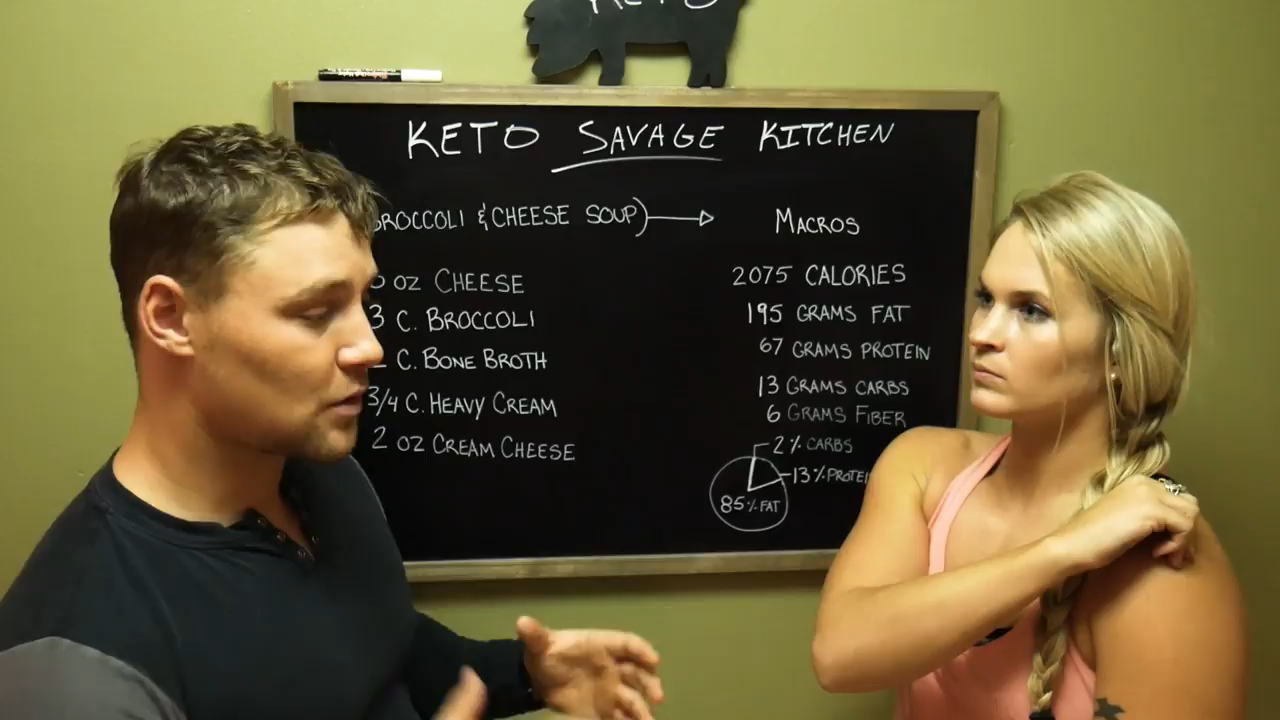 KETO
KETO SAVAGE KITCHEN
BROCCOLI & CHEESE SOUP)
OZ CHEESE
3 C. BROCCOLI
C. BONE BROTH
3/4 C. HEAVY CREAM
2 OZ CREAM CHEESE
MACROS
2075 CALORIES
195 GRAMS FAT
67 GRAMS PROTEIN
13 GRAMS CARBS
6 GRAMS FIBER
2% CARBS
13% PROTEI
85% FAT